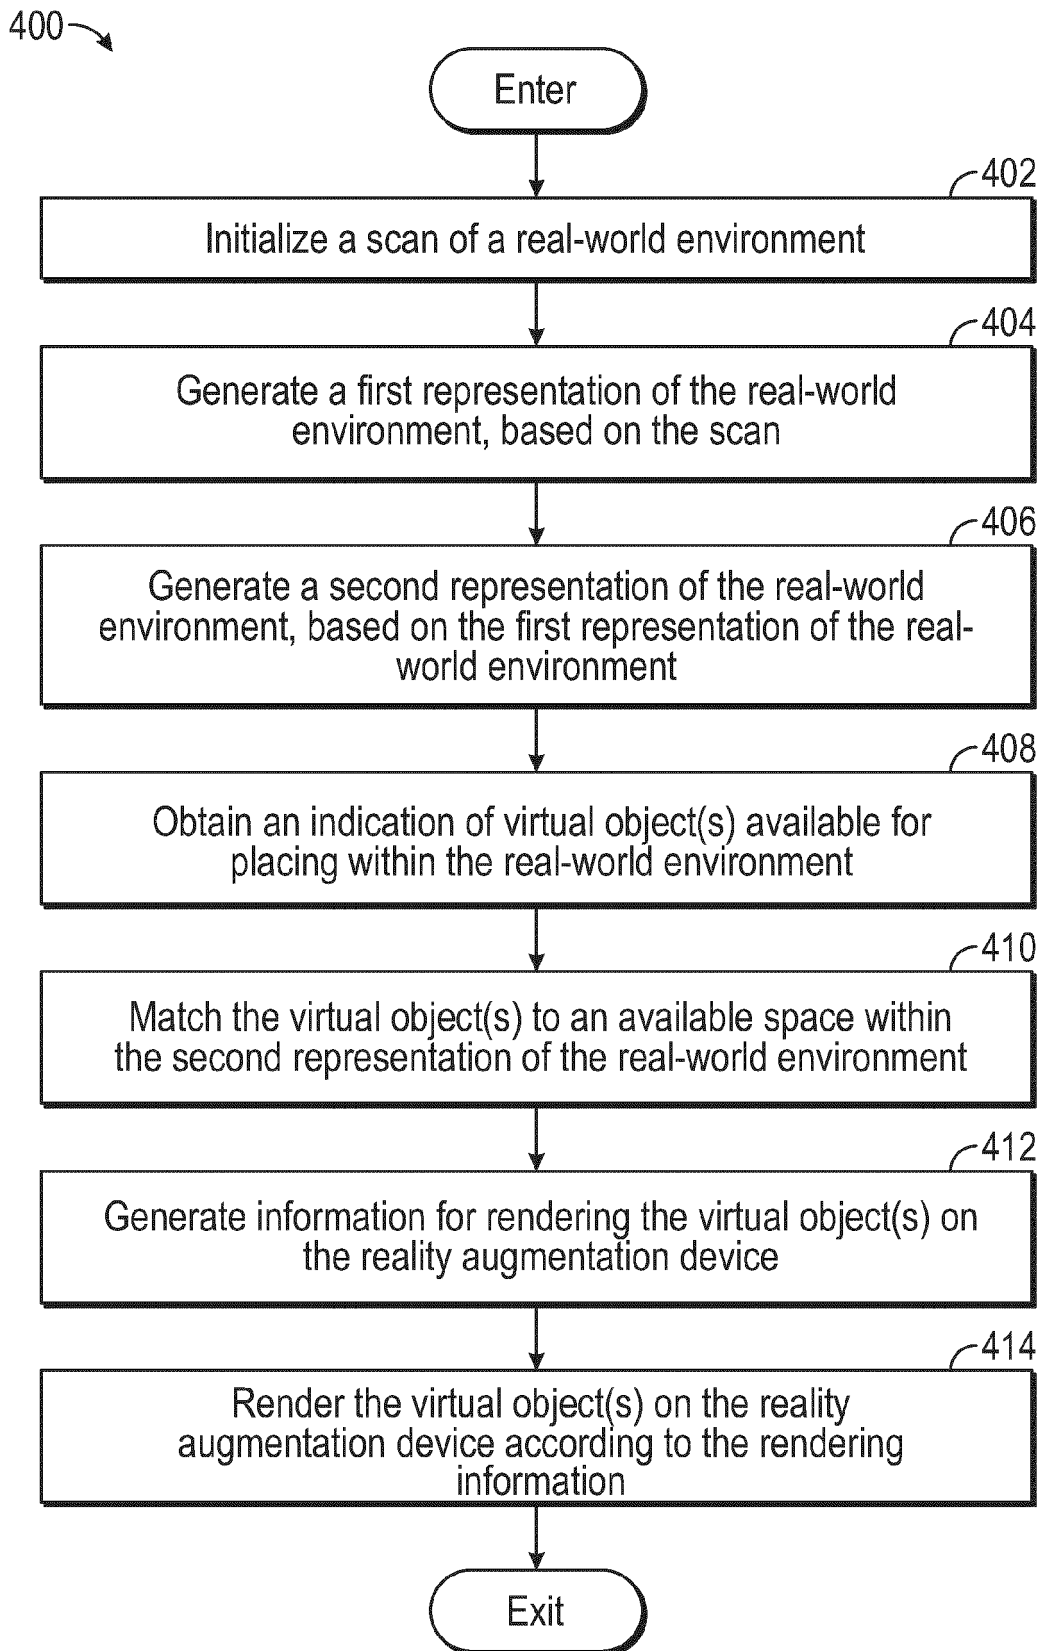 400
Enter
402
Initialize a scan of a real-world environment
404
Generate a first representation of the real-world
environment, based on the scan
406
Generate a second representation of the real-world
environment, based on the first representation of the real-
world environment
408
Obtain an indication of virtual object(s) available for
placing within the real-world environment
410
Match the virtual object(s) to an available space within
the second representation of the real-world environment
412
Generate information for rendering the virtual object(s) on
the reality augmentation device
414
Render the virtual object(s) on the reality
augmentation device according to the rendering
information
Exit